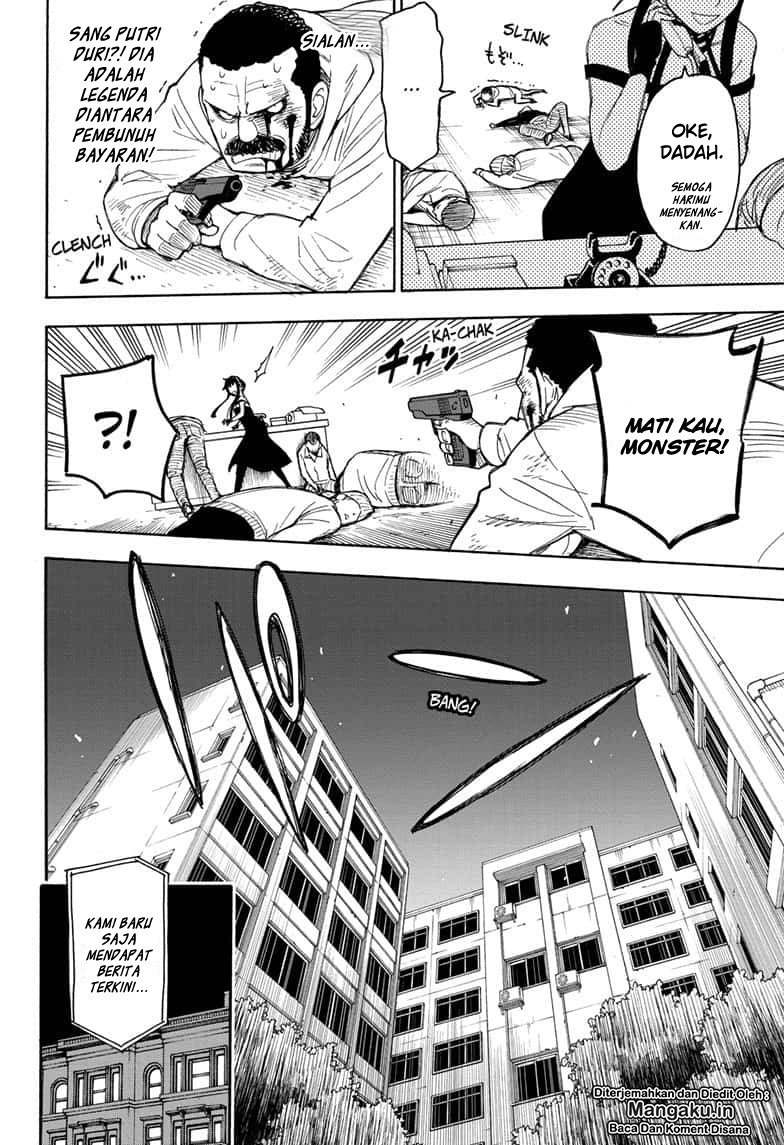 SLINK
もぞ...
OKE,
DADAH.
SEMOGA
HARIMU
MENYENANG-
KAN.
...
SIALAN...
SANG PUTRI
DURI?! DIA
ADALAH
LEGENDA
DIANTARA
PEMBUNUH
BAYARAN!
CLENCH
ぐぐ...
MATI KAU,
MONSTER!
KA-CHAK
チャッ
?!
BANG!
KAMI BARU
SAJA
MENDAPAT
BERITA
TERKINI...
Diterjemahkan dan Diedit Oleh :
Mangaku.in
Baca Dan Koment Disana